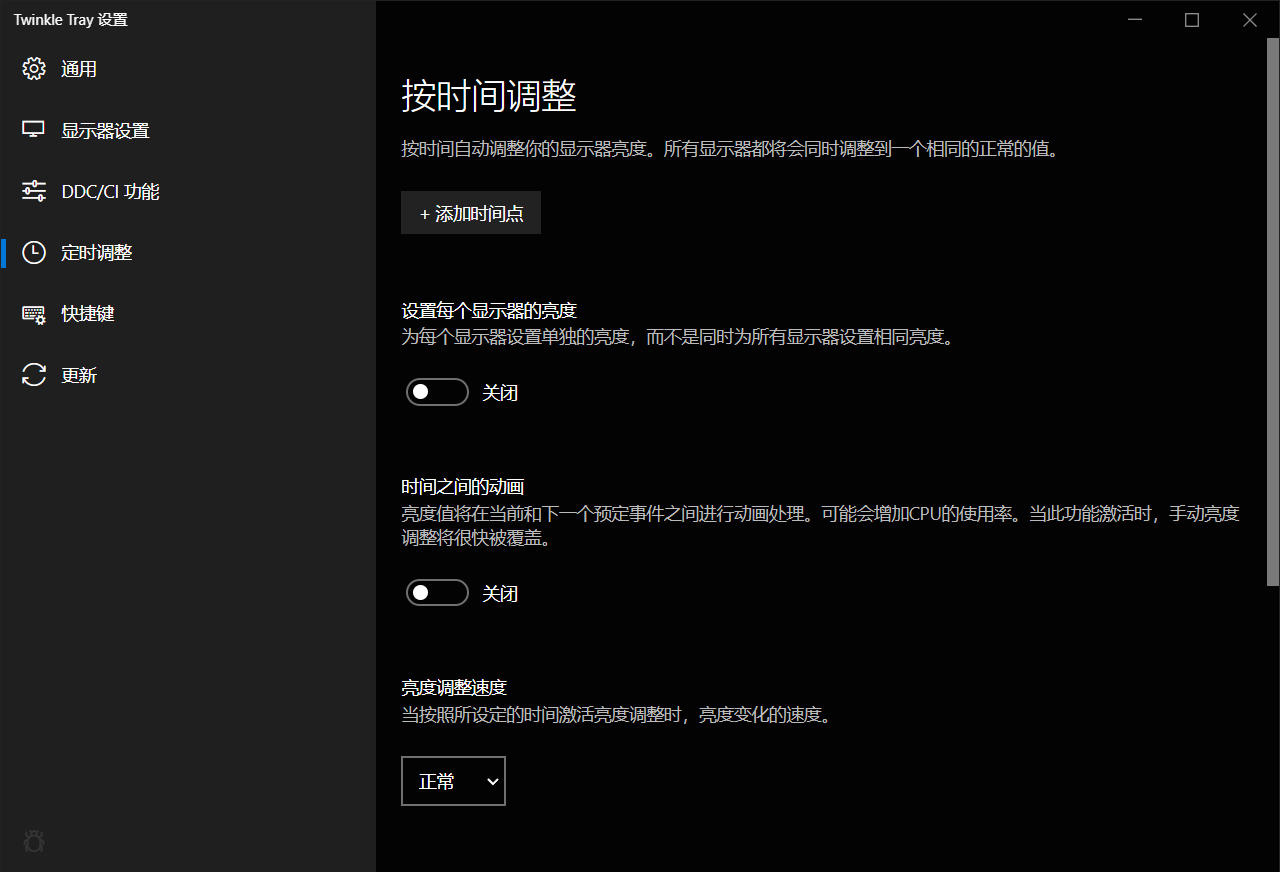 Twinkle Tray 设置
通用
显示器设置
DDC/CI 功能
定时调整
快捷键
更新
按时间调整
按时间自动调整你的显示器亮度。所有显示器都将会同时调整到一个相同的正常的值。
+ 添加时间点
设置每个显示器的亮度
为每个显示器设置单独的亮度，而不是同时为所有显示器设置相同亮度。
关闭
时间之间的动画
亮度值将在当前和下一个预定事件之间进行动画处理。可能会增加CPU的使用率。当此功能激活时，手动亮度
调整将很快被覆盖。
关闭
亮度调整速度
当按照所设定的时间激活亮度调整时，亮度变化的速度。
正常